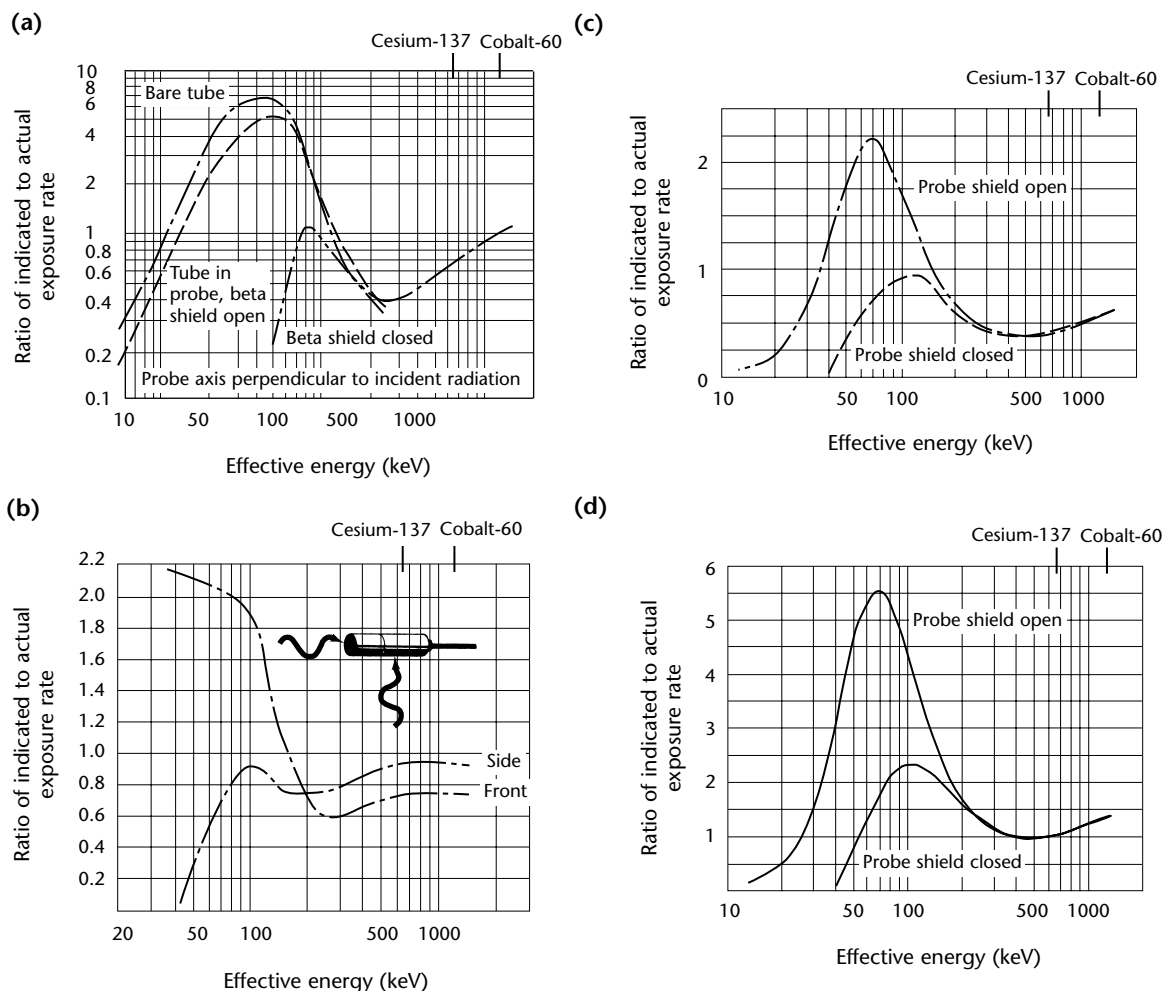 (a)
Cesium-137 Cobalt-60
Ratio of indicated to actual
exposure rate
10
8
6
4
2
1
0.8
0.6
0.4
0.2
0.1
Bare tube
Tube in
probe, beta
shield open
Beta shield closed
Probe axis perpendicular to incident radiation
10 50 100 500 1000
Effective energy (keV)
(b)
Cesium-137 Cobalt-60
Ratio of indicated to actual
exposure rate
2.2
2.0
1.8
1.6
1.4
1.2
1.0
0.8
0.6
0.4
0.2
Side
Front
20 100 500 1000
Effective energy (keV)
(c)
Cesium-137 Cobalt-60
Ratio of indicated to actual
exposure rate
2
1
0
Probe shield open
Probe shield closed
10 50 100 500 1000
Effective energy (keV)
(d)
Cesium-137 Cobalt-60
Ratio of indicated to actual
exposure rate
6
5
4
3
2
1
Probe shield open
Probe shield closed
10 50 100 500 1000
Effective energy (keV)